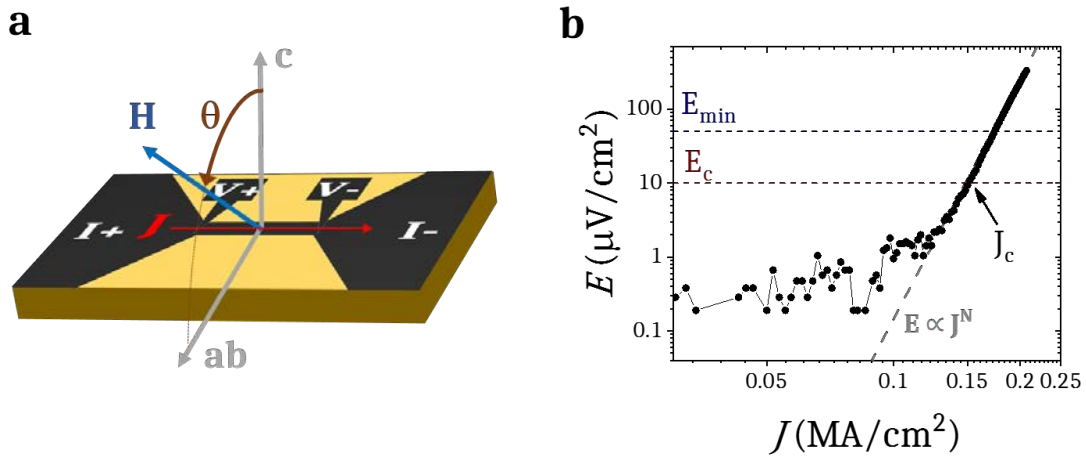 a
c
H
θ
V+
V-
I+
J
I-
ab
b
E (μV/cm²)
100
10
1
0.1
E_min
E_c
J_c
E ∝ J^N
0.05
0.1
0.15
0.2
0.25
J (MA/cm²)